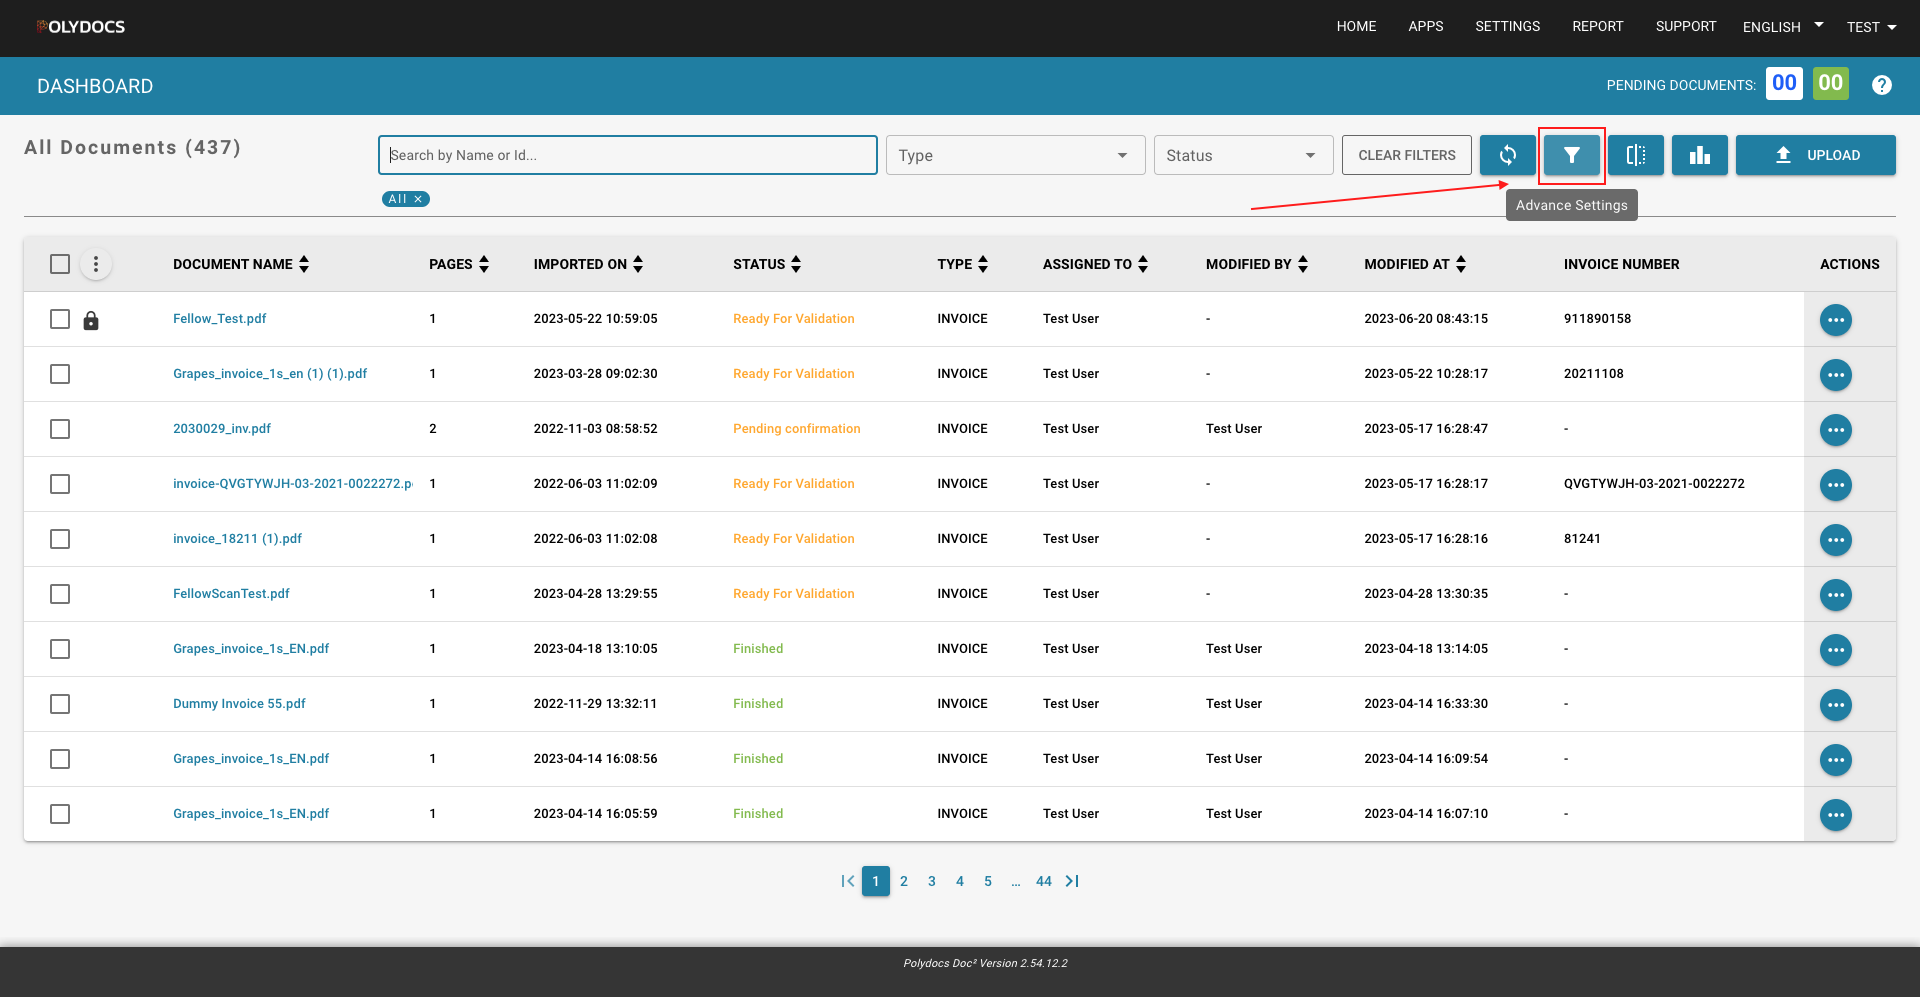 POLYDOCS
HOME APPS SETTINGS REPORT SUPPORT ENGLISH TEST
DASHBOARD
PENDING DOCUMENTS: 00 00 ?
All Documents (437)
Search by Name or Id...
Type
Status
CLEAR FILTERS
UPLOAD
All ×
Advance Settings
DOCUMENT NAME PAGES IMPORTED ON STATUS TYPE ASSIGNED TO MODIFIED BY MODIFIED AT INVOICE NUMBER ACTIONS
Fellow_Test.pdf 1 2023-05-22 10:59:05 Ready For Validation INVOICE Test User - 2023-06-20 08:43:15 911890158
Grapes_invoice_1s_en (1) (1).pdf 1 2023-03-28 09:02:30 Ready For Validation INVOICE Test User - 2023-05-22 10:28:17 20211108
2030029_inv.pdf 2 2022-11-03 08:58:52 Pending confirmation INVOICE Test User Test User 2023-05-17 16:28:47 -
invoice-QVGTYWJH-03-2021-0022272.p 1 2022-06-03 11:02:09 Ready For Validation INVOICE Test User - 2023-05-17 16:28:17 QVGTYWJH-03-2021-0022272
invoice_18211 (1).pdf 1 2022-06-03 11:02:08 Ready For Validation INVOICE Test User - 2023-05-17 16:28:16 81241
FellowScanTest.pdf 1 2023-04-28 13:29:55 Ready For Validation INVOICE Test User - 2023-04-28 13:30:35 -
Grapes_invoice_1s_EN.pdf 1 2023-04-18 13:10:05 Finished INVOICE Test User Test User 2023-04-18 13:14:05 -
Dummy Invoice 55.pdf 1 2022-11-29 13:32:11 Finished INVOICE Test User Test User 2023-04-14 16:33:30 -
Grapes_invoice_1s_EN.pdf 1 2023-04-14 16:08:56 Finished INVOICE Test User Test User 2023-04-14 16:09:54 -
Grapes_invoice_1s_EN.pdf 1 2023-04-14 16:05:59 Finished INVOICE Test User Test User 2023-04-14 16:07:10 -
1 2 3 4 5 ... 44
Polydocs Doc² Version 2.54.12.2